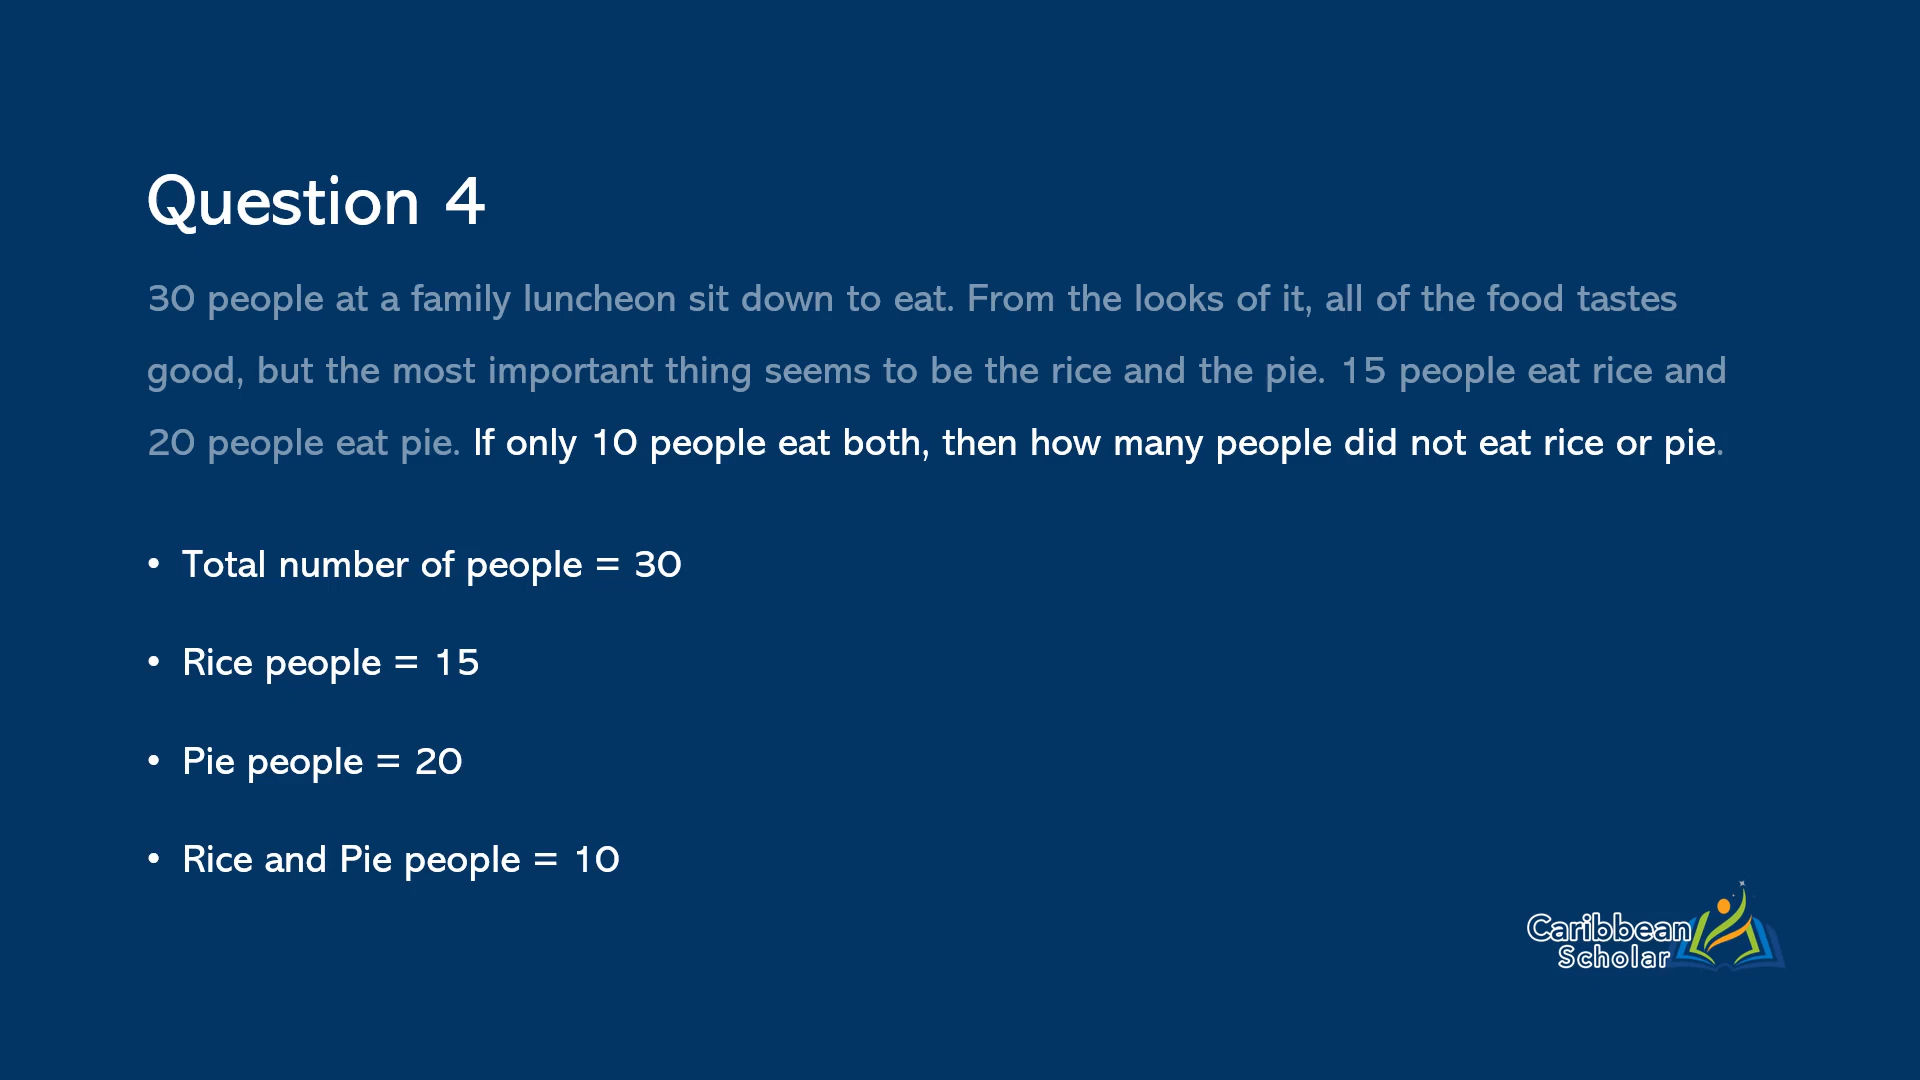 Question 4
30 people at a family luncheon sit down to eat. From the looks of it, all of the food tastes
good, but the most important thing seems to be the rice and the pie. 15 people eat rice and
20 people eat pie. If only 10 people eat both, then how many people did not eat rice or pie.
• Total number of people = 30
• Rice people = 15
• Pie people = 20
• Rice and Pie people = 10
Caribbean
Scholar